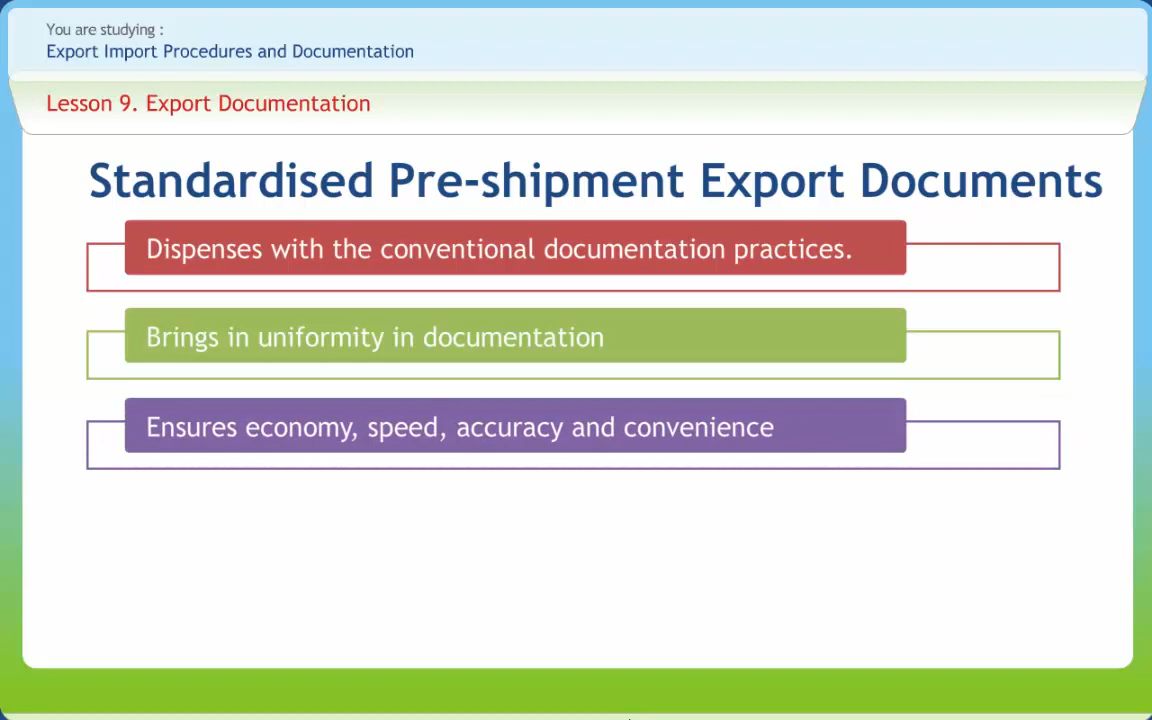 You are studying :
Export Import Procedures and Documentation
Lesson 9. Export Documentation
Standardised Pre-shipment Export Documents
Dispenses with the conventional documentation practices.
Brings in uniformity in documentation
Ensures economy, speed, accuracy and convenience